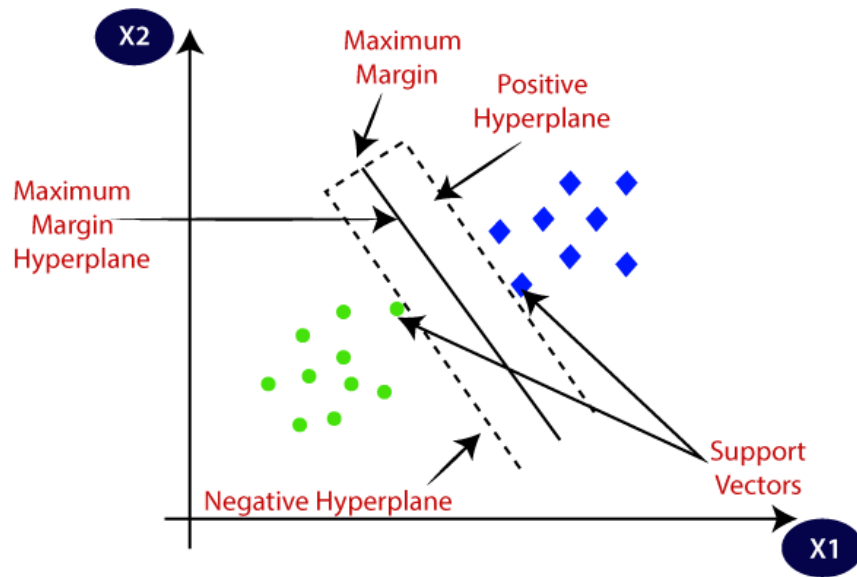 X2
Maximum
Margin
Positive
Hyperplane
Maximum
Margin
Hyperplane
Support
Vectors
Negative Hyperplane
X1